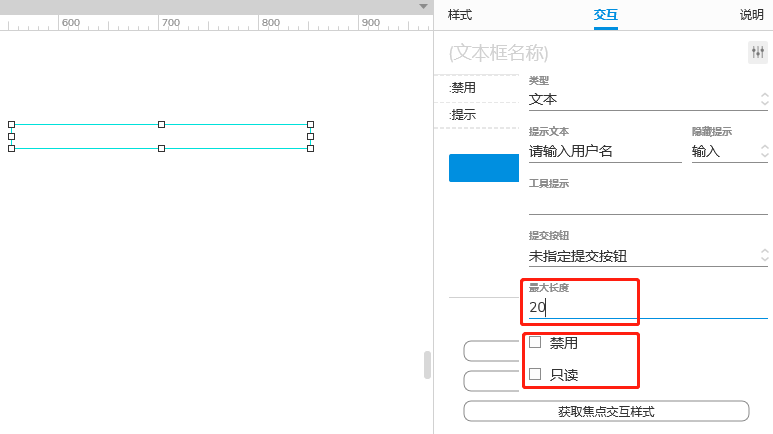 600 700 800 900
样式 交互 说明
(文本框名称)
:禁用
:提示
类型
文本
提示文本 隐藏提示
请输入用户名 输入
工具提示
提交按钮
未指定提交按钮
最大长度
20
禁用
只读
获取焦点交互样式